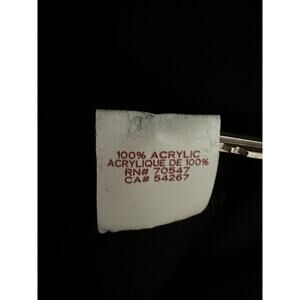 100% ACRYLIC
ACRYLIQUE DE 100%
RN# 70547
CA# 54267